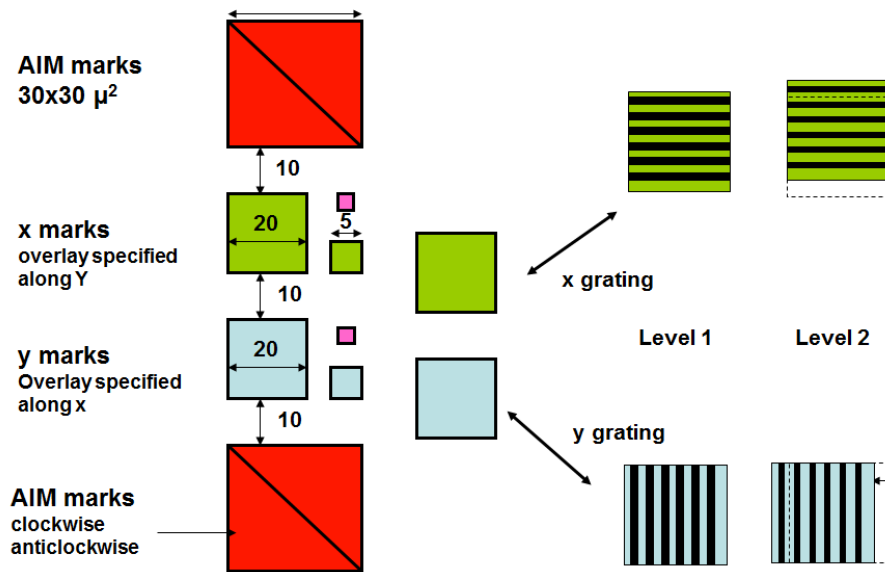 AIM marks
30x30 µ²
10
x marks
overlay specified
along Y
20
5
10
x grating
y marks
Overlay specified
along x
20
10
Level 1
Level 2
y grating
AIM marks
clockwise
anticlockwise